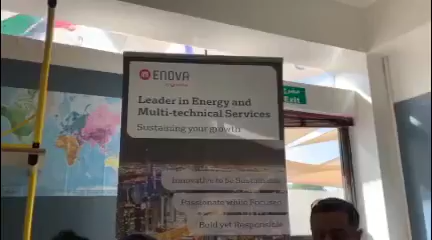 ENOVA
Leader in Energy and
Multi-technical Services
Sustaining your growth
Innovative to be Sustainable
Passionate whilst Focused
Bold yet Responsible
Exit